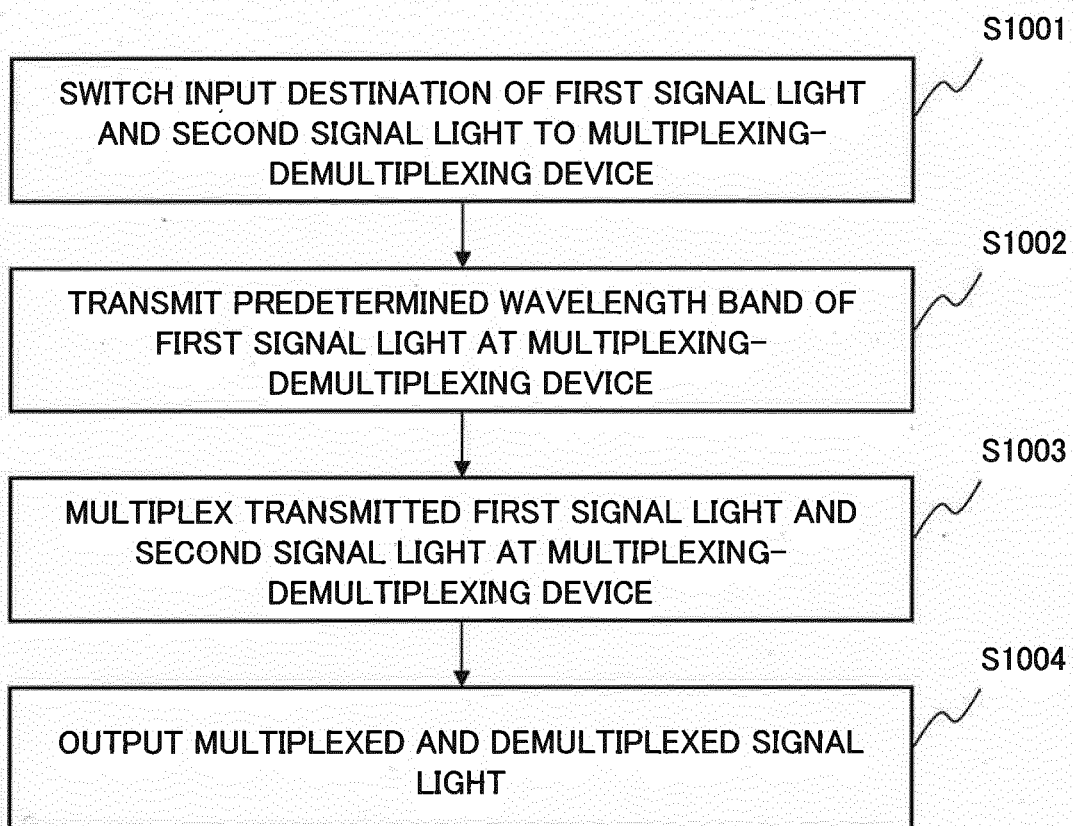 S1001
SWITCH INPUT DESTINATION OF FIRST SIGNAL LIGHT
AND SECOND SIGNAL LIGHT TO MULTIPLEXING-
DEMULTIPLEXING DEVICE
S1002
TRANSMIT PREDETERMINED WAVELENGTH BAND OF
FIRST SIGNAL LIGHT AT MULTIPLEXING-
DEMULTIPLEXING DEVICE
S1003
MULTIPLEX TRANSMITTED FIRST SIGNAL LIGHT AND
SECOND SIGNAL LIGHT AT MULTIPLEXING-
DEMULTIPLEXING DEVICE
S1004
OUTPUT MULTIPLEXED AND DEMULTIPLEXED SIGNAL
LIGHT